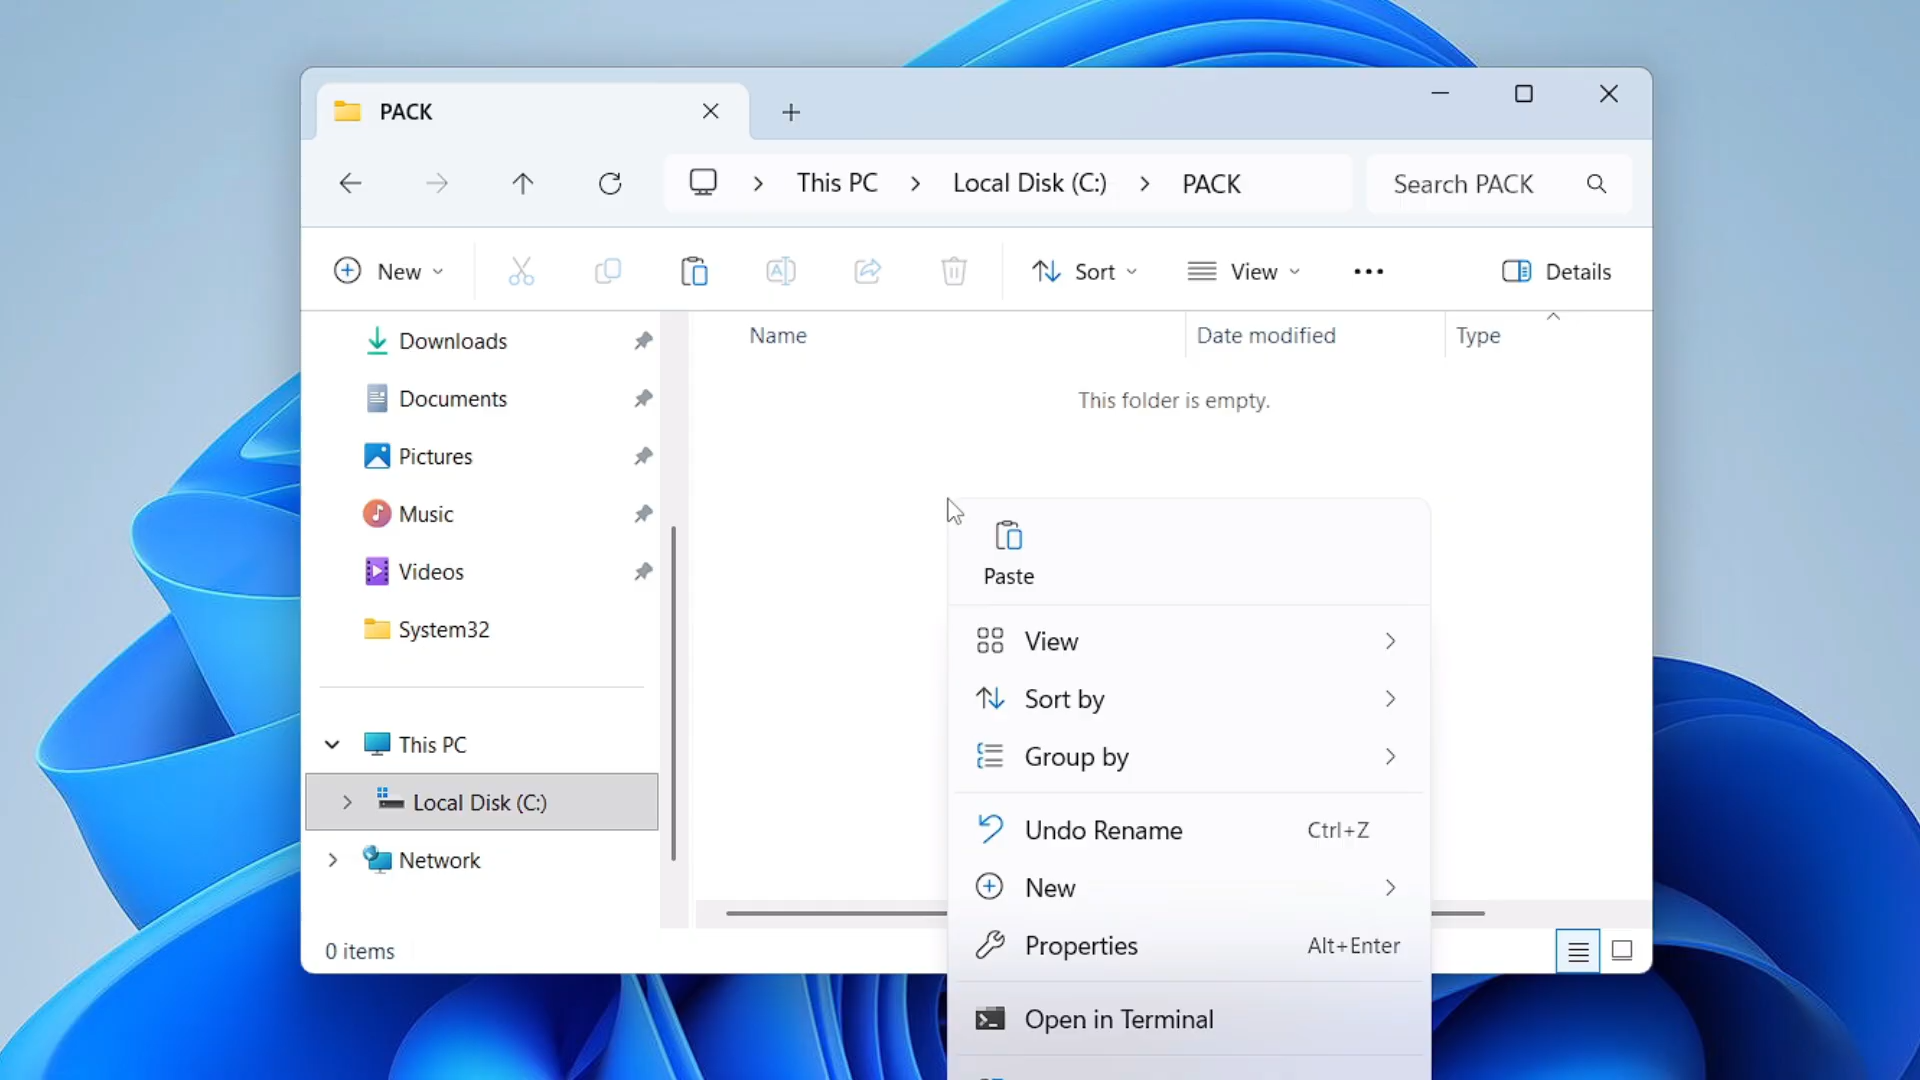 PACK
This PC
Local Disk (C:)
PACK
Search PACK
New
Sort
View
Details
Downloads
Documents
Pictures
Music
Videos
System32
This PC
Local Disk (C:)
Network
Name
Date modified
Type
This folder is empty.
Paste
View
Sort by
Group by
Undo Rename Ctrl+Z
New
Properties Alt+Enter
Open in Terminal
0 items